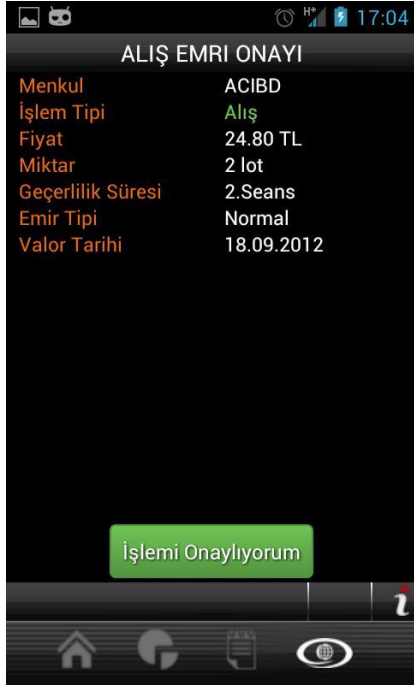 H+ 17:04
ALIŞ EMRI ONAYI
Menkul ACIBD
İşlem Tipi Alış
Fiyat 24.80 TL
Miktar 2 lot
Geçerlilik Süresi 2.Seans
Emir Tipi Normal
Valor Tarihi 18.09.2012
İşlemi Onaylıyorum
i